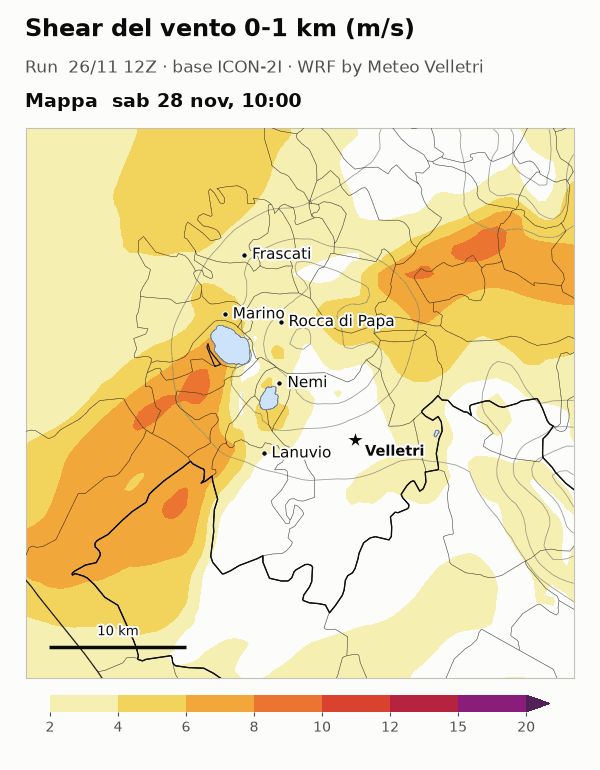 Shear del vento 0-1 km (m/s)
Run  26/11 12Z · base ICON-2I · WRF by Meteo Velletri
Mappa  sab 28 nov, 10:00
Frascati
Marino
Rocca di Papa
Nemi
Velletri
Lanuvio
10 km
2 4 6 8 10 12 15 20